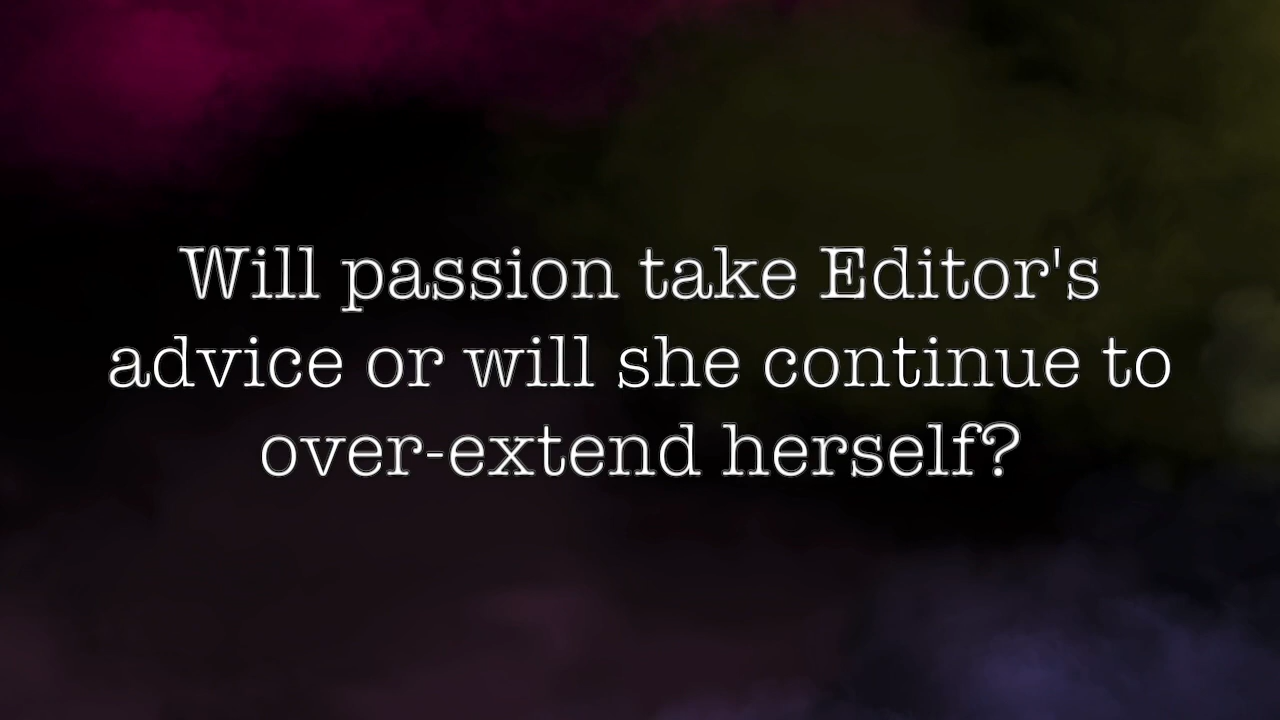 Will passion take Editor's
advice or will she continue to
over-extend herself?